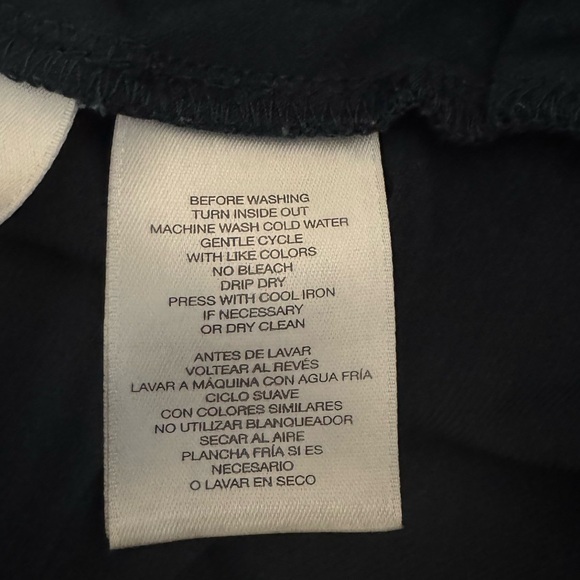 BEFORE WASHING
TURN INSIDE OUT
MACHINE WASH COLD WATER
GENTLE CYCLE
WITH LIKE COLORS
NO BLEACH
DRIP DRY
PRESS WITH COOL IRON
IF NECESSARY
OR DRY CLEAN
ANTES DE LAVAR
VOLTEAR AL REVÉS
LAVAR A MÁQUINA CON AGUA FRÍA
CICLO SUAVE
CON COLORES SIMILARES
NO UTILIZAR BLANQUEADOR
SECAR AL AIRE
PLANCHA FRÍA SI ES
NECESARIO
O LAVAR EN SECO